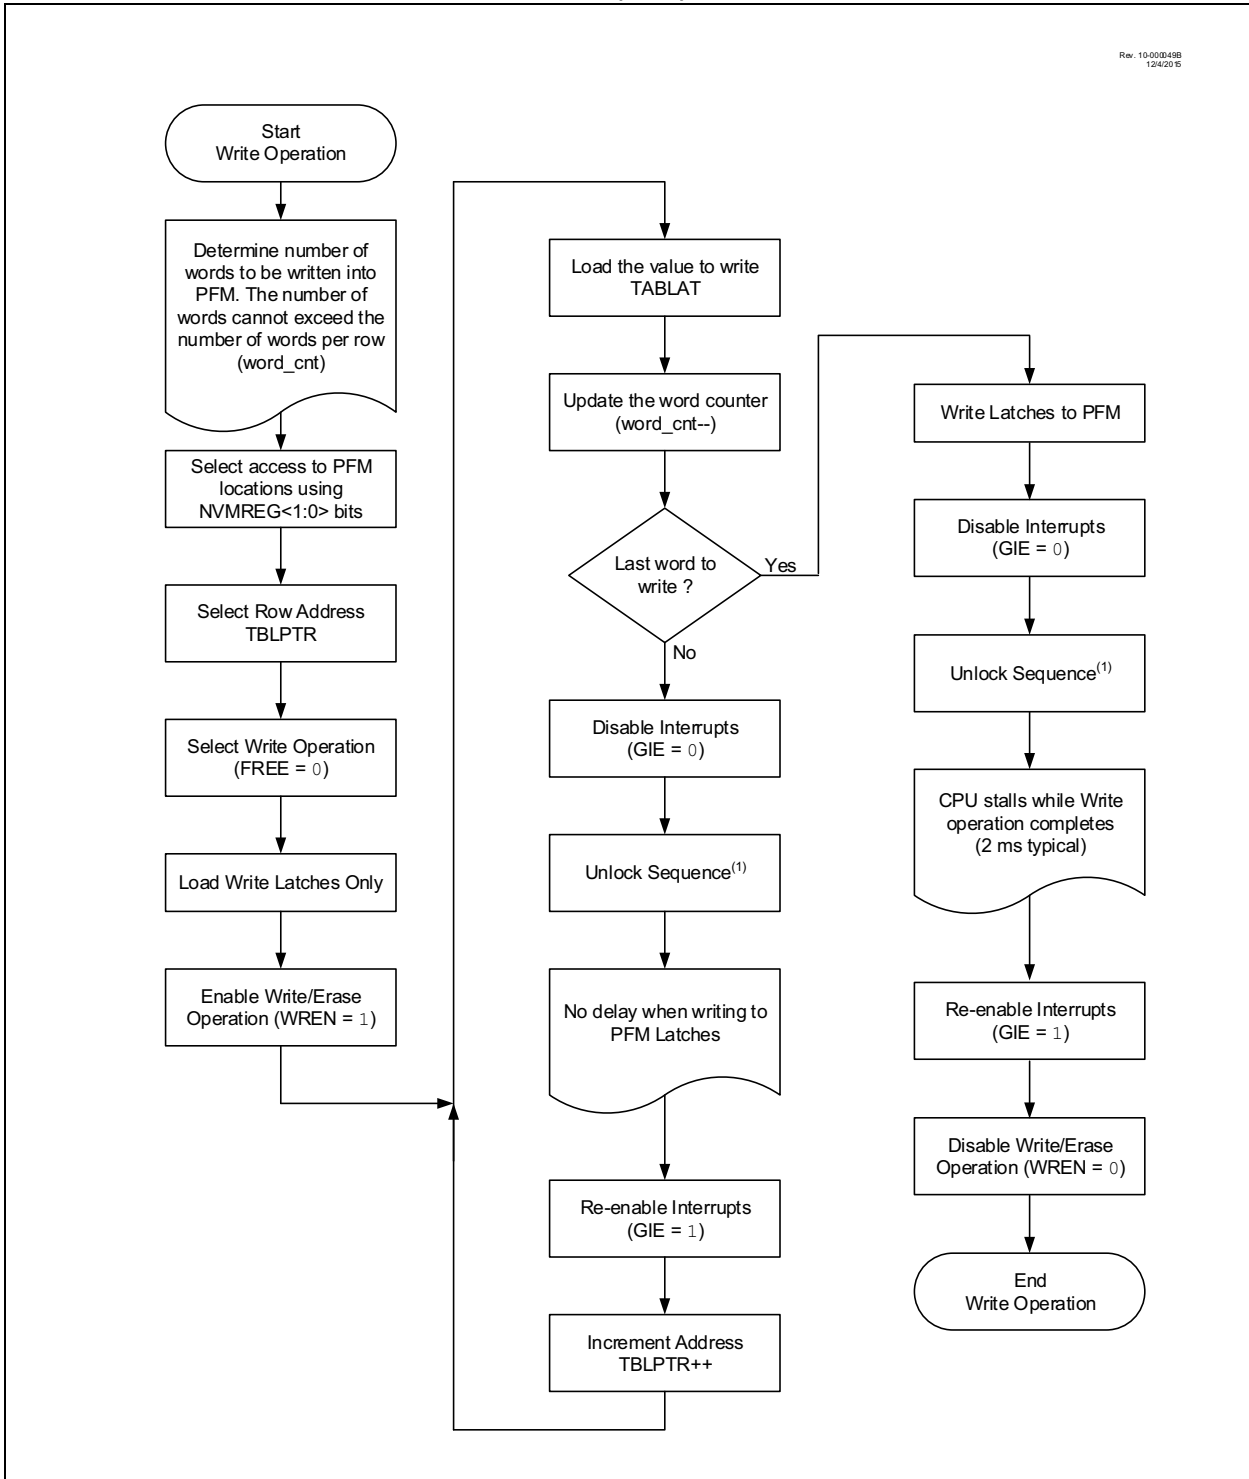 Rev. 10-000049B
12/4/2015
Start
Write Operation
Determine number of
words to be written into
PFM. The number of
words cannot exceed the
number of words per row
(word_cnt)
Select access to PFM
locations using
NVMREG<1:0> bits
Select Row Address
TBLPTR
Select Write Operation
(FREE = 0)
Load Write Latches Only
Enable Write/Erase
Operation (WREN = 1)
Load the value to write
TABLAT
Update the word counter
(word_cnt--)
Last word to
write ?
Yes
No
Disable Interrupts
(GIE = 0)
Unlock Sequence(1)
No delay when writing to
PFM Latches
Re-enable Interrupts
(GIE = 1)
Increment Address
TBLPTR++
Write Latches to PFM
Disable Interrupts
(GIE = 0)
Unlock Sequence(1)
CPU stalls while Write
operation completes
(2 ms typical)
Re-enable Interrupts
(GIE = 1)
Disable Write/Erase
Operation (WREN = 0)
End
Write Operation